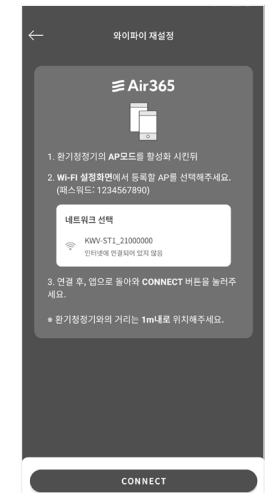 와이파이 재설정
Air365
1. 환기청정기의 AP모드를 활성화 시킨뒤
2. Wi-FI 설정화면에서 등록할 AP를 선택해주세요.
(패스워드: 1234567890)
네트워크 선택
KWV-ST1_21000000
인터넷에 연결되어 있지 않음
3. 연결 후, 앱으로 돌아와 CONNECT 버튼을 눌러주
세요.
※ 환기청정기와의 거리는 1m내로 위치해주세요.
CONNECT